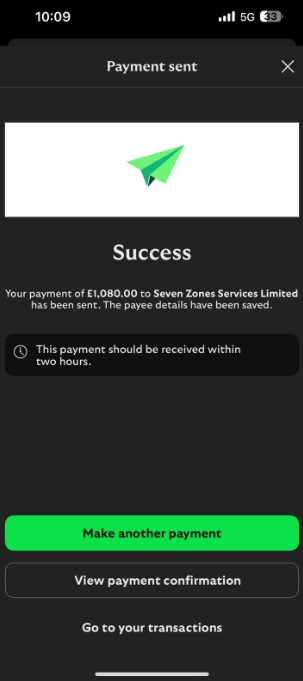 10:09
5G 33
Payment sent
Success
Your payment of £1,080.00 to Seven Zones Services Limited
has been sent. The payee details have been saved.
This payment should be received within
two hours.
Make another payment
View payment confirmation
Go to your transactions